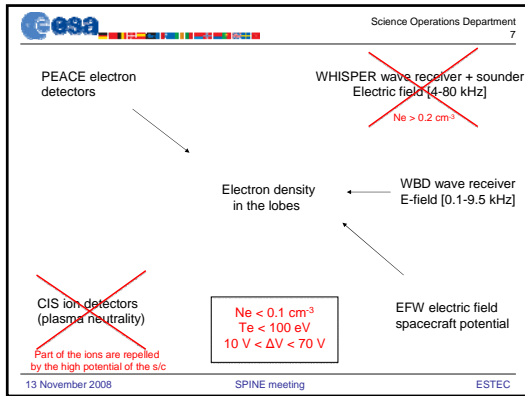 esa
Science Operations Department
7
PEACE electron
detectors
WHISPER wave receiver + sounder
Electric field [4-80 kHz]
Ne > 0.2 cm-3
Electron density
in the lobes
WBD wave receiver
E-field [0.1-9.5 kHz]
CIS ion detectors
(plasma neutrality)
Part of the ions are repelled
by the high potential of the s/c
Ne < 0.1 cm-3
Te < 100 eV
10 V < ΔV < 70 V
EFW electric field
spacecraft potential
13 November 2008
SPINE meeting
ESTEC